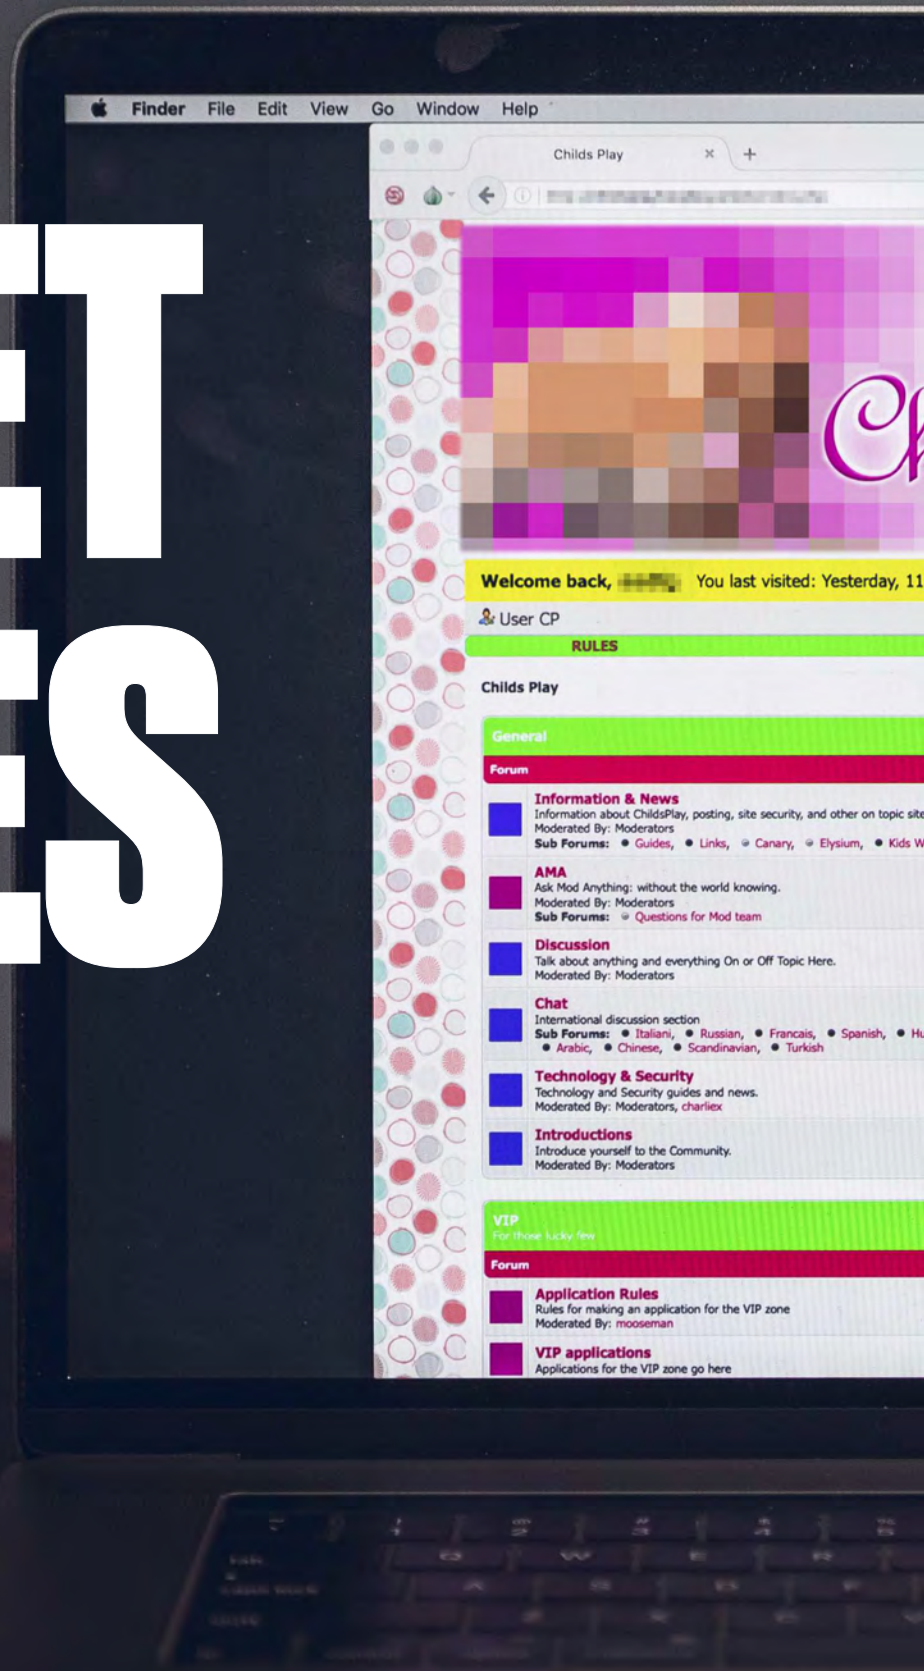 ET
ES
Finder File Edit View Go Window Help
Childs Play
Ch
Welcome back, You last visited: Yesterday, 11
User CP
RULES
Childs Play
General
Forum
Information & News
Information about ChildsPlay, posting, site security, and other on topic site
Moderated By: Moderators
Sub Forums: Guides, Links, Canary, Elysium, Kids W
AMA
Ask Mod Anything: without the world knowing.
Moderated By: Moderators
Sub Forums: Questions for Mod team
Discussion
Talk about anything and everything On or Off Topic Here.
Moderated By: Moderators
Chat
International discussion section
Sub Forums: Italiani, Russian, Francais, Spanish, Hu
Arabic, Chinese, Scandinavian, Turkish
Technology & Security
Technology and Security guides and news.
Moderated By: Moderators, charliex
Introductions
Introduce yourself to the Community.
Moderated By: Moderators
VIP
For those lucky few
Forum
Application Rules
Rules for making an application for the VIP zone
Moderated By: mooseman
VIP applications
Applications for the VIP zone go here